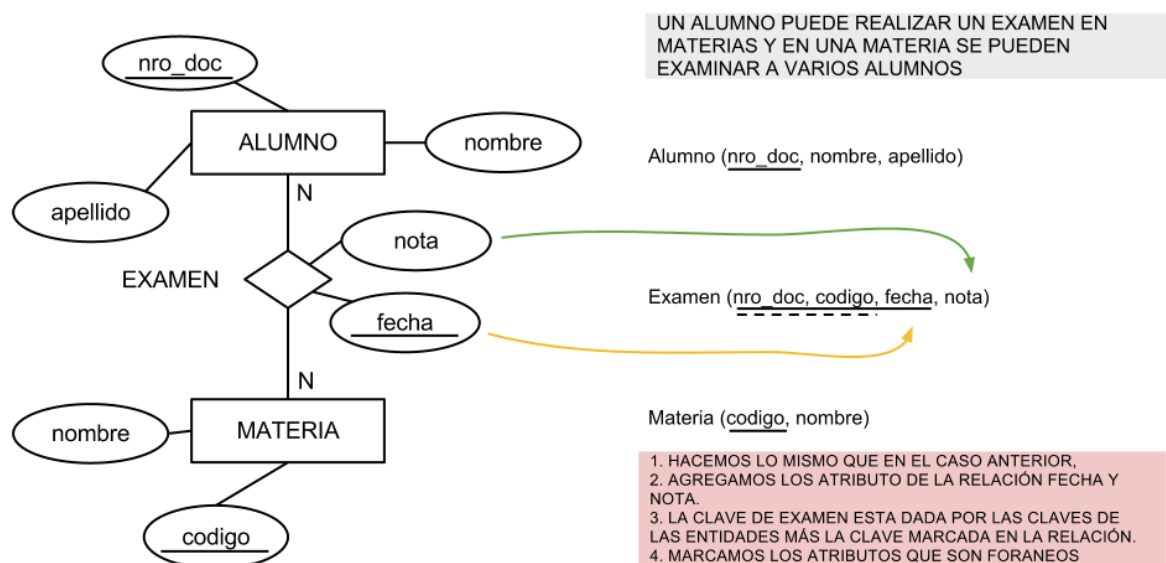 nro_doc
ALUMNO
nombre
apellido
N
nota
EXAMEN
fecha
N
nombre
MATERIA
codigo
UN ALUMNO PUEDE REALIZAR UN EXAMEN EN
MATERIAS Y EN UNA MATERIA SE PUEDEN
EXAMINAR A VARIOS ALUMNOS
Alumno (nro_doc, nombre, apellido)
Examen (nro_doc, codigo, fecha, nota)
Materia (codigo, nombre)
1. HACEMOS LO MISMO QUE EN EL CASO ANTERIOR,
2. AGREGAMOS LOS ATRIBUTO DE LA RELACIÓN FECHA Y
NOTA.
3. LA CLAVE DE EXAMEN ESTA DADA POR LAS CLAVES DE
LAS ENTIDADES MÁS LA CLAVE MARCADA EN LA RELACIÓN.
4. MARCAMOS LOS ATRIBUTOS QUE SON FORANEOS